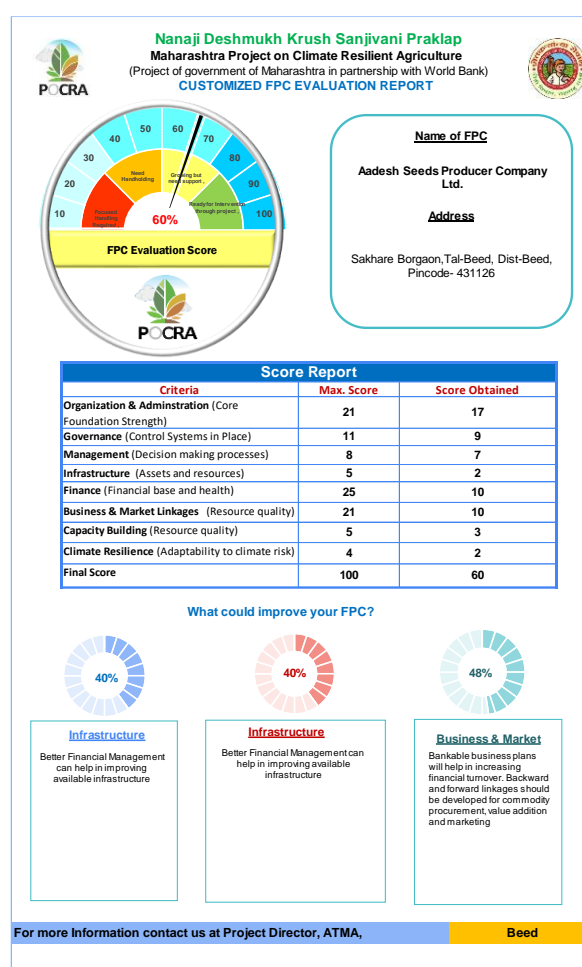 Nanaji Deshmukh Krush Sanjivani Praklap
Maharashtra Project on Climate Resilient Agriculture
(Project of government of Maharashtra in partnership with World Bank)
CUSTOMIZED FPC EVALUATION REPORT
POCRA
10
20
30
40
50
60
70
80
90
100
Focused
Handling
Required
Need
Handholding
Growing but
need support,
Ready for Intervention
through project,
60%
FPC Evaluation Score
POCRA
Name of FPC
Aadesh Seeds Producer Company
Ltd.
Address
Sakhare Borgaon,Tal-Beed, Dist-Beed,
Pincode- 431126
Score Report
Criteria Max. Score Score Obtained
Organization & Adminstration (Core
Foundation Strength) 21 17
Governance (Control Systems in Place) 11 9
Management (Decision making processes) 8 7
Infrastructure (Assets and resources) 5 2
Finance (Financial base and health) 25 10
Business & Market Linkages (Resource quality) 21 10
Capacity Building (Resource quality) 5 3
Climate Resilience (Adaptability to climate risk) 4 2
Final Score 100 60
What could improve your FPC?
40%
Infrastructure
Better Financial Management
can help in improving
available infrastructure
40%
Infrastructure
Better Financial Management can
help in improving available
infrastructure
48%
Business & Market
Bankable business plans
will help in increasing
financial turnover. Backward
and forward linkages should
be developed for commodity
procurement, value addition
and marketing
For more Information contact us at Project Director, ATMA, Beed